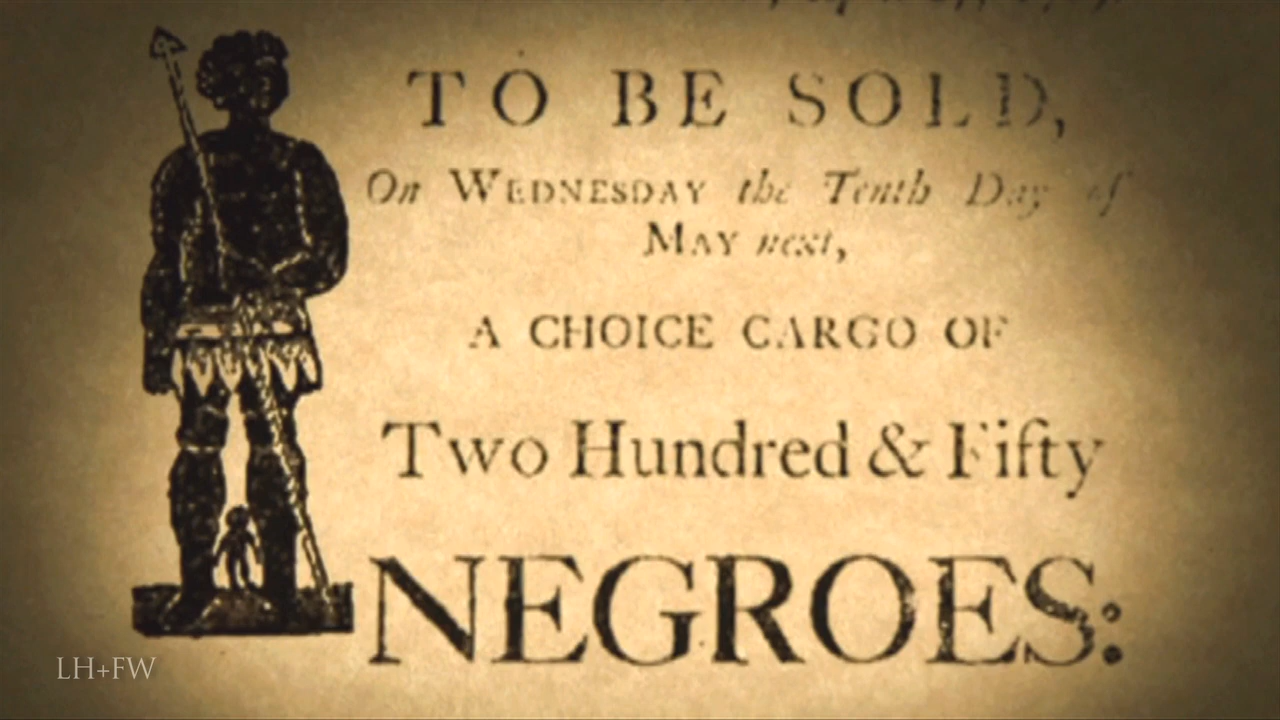 TO BE SOLD,
On WEDNESDAY the Tenth Day of
MAY next,
A CHOICE CARGO OF
Two Hundred & Fifty
NEGROES:
LH+FW